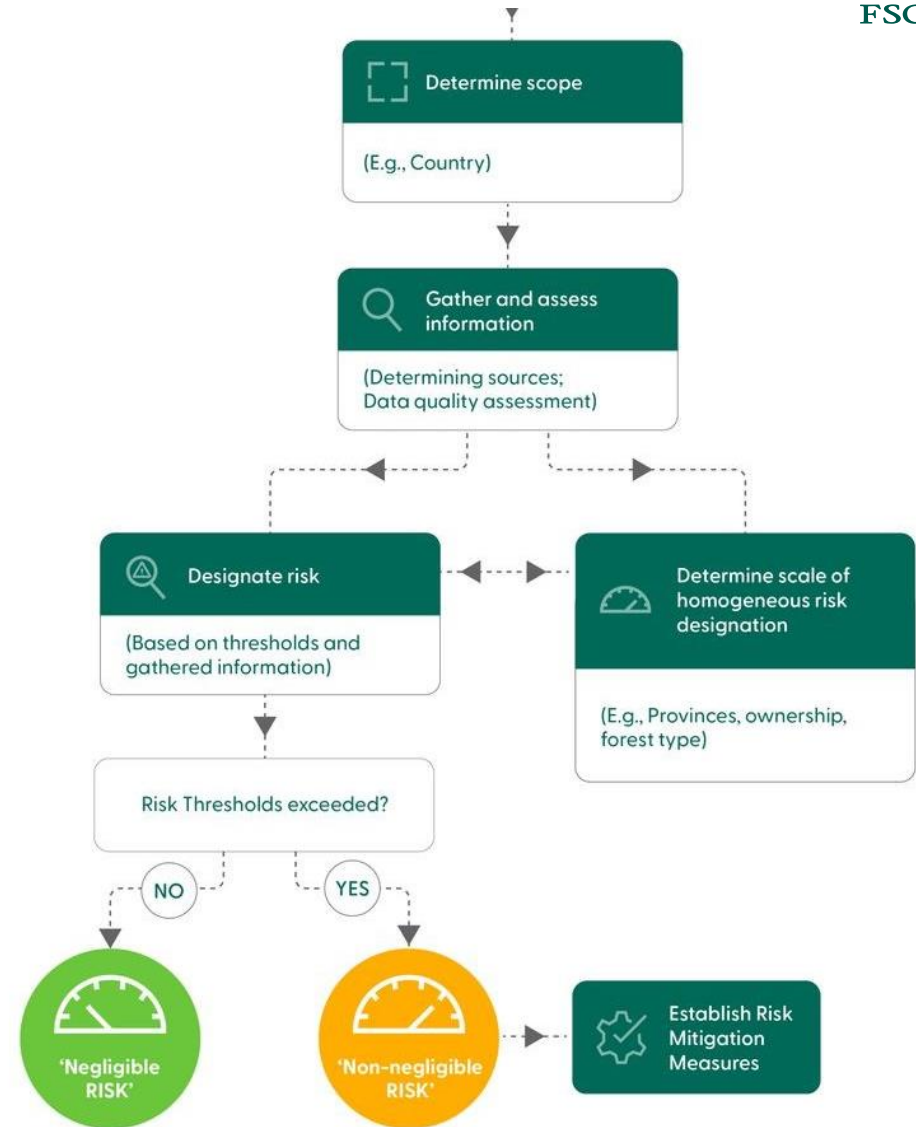 FSC
Determine scope
(E.g., Country)
Gather and assess
information
(Determining sources;
Data quality assessment)
Designate risk
(Based on thresholds and
gathered information)
Determine scale of
homogeneous risk
designation
(E.g., Provinces, ownership,
forest type)
Risk Thresholds exceeded?
NO
YES
'Negligible
RISK'
'Non-negligible
RISK'
Establish Risk
Mitigation
Measures